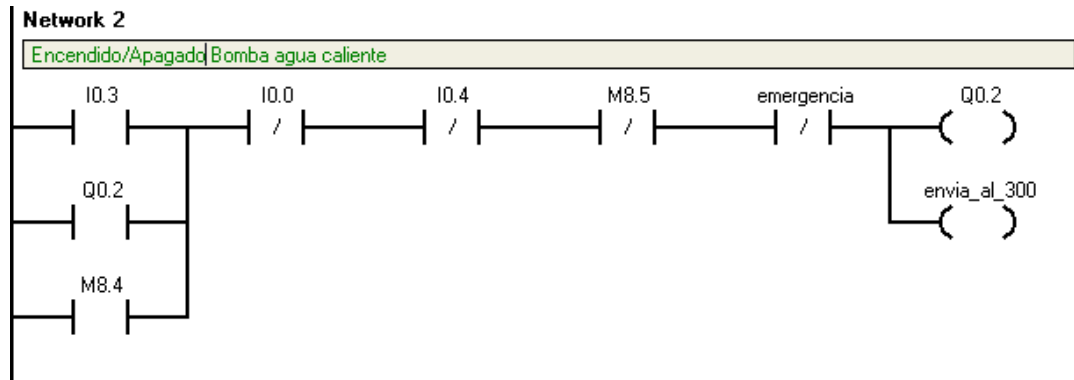 Network 2
Encendido/Apagado Bomba agua caliente
I0.3 I0.0 I0.4 M8.5 emergencia Q0.2
/ / / /
Q0.2 envia_al_300
M8.4